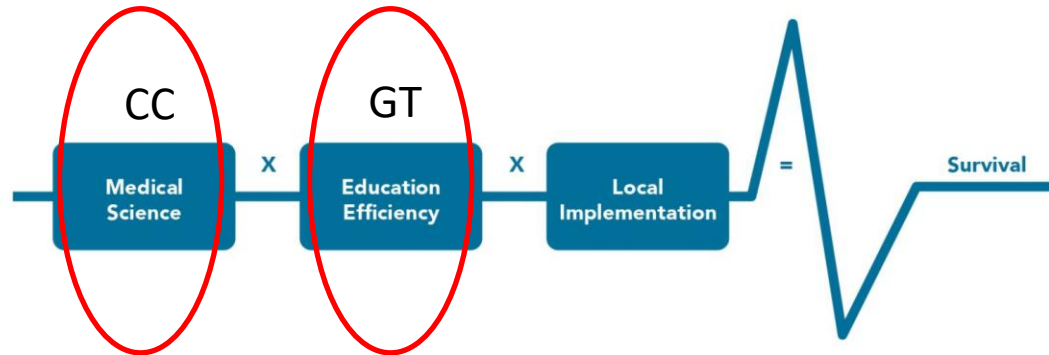 CC
GT
Medical
Science
X
Education
Efficiency
X
Local
Implementation
=
Survival